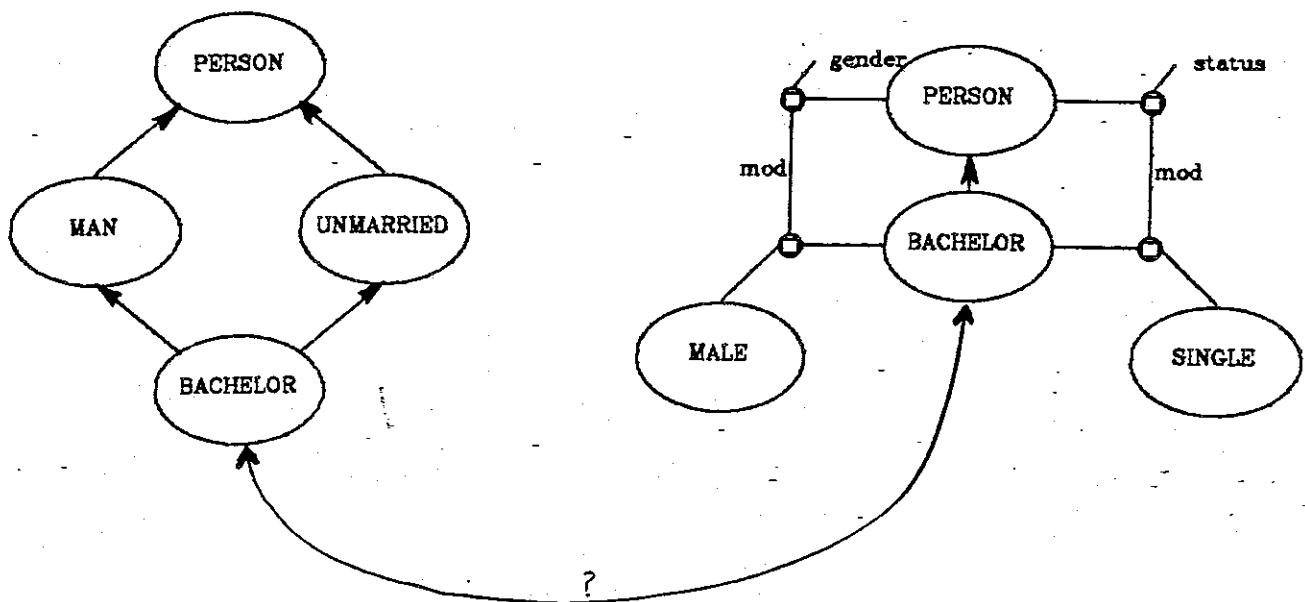 PERSON
MAN
UNMARRIED
BACHELOR
gender
status
PERSON
mod
mod
BACHELOR
MALE
SINGLE
?